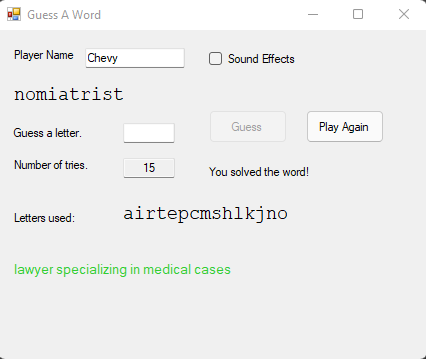 Guess A Word
Player Name Chevy Sound Effects
nomiatrist
Guess a letter. Guess Play Again
Number of tries. 15 You solved the word!
Letters used: airtepcmshlkjno
lawyer specializing in medical cases